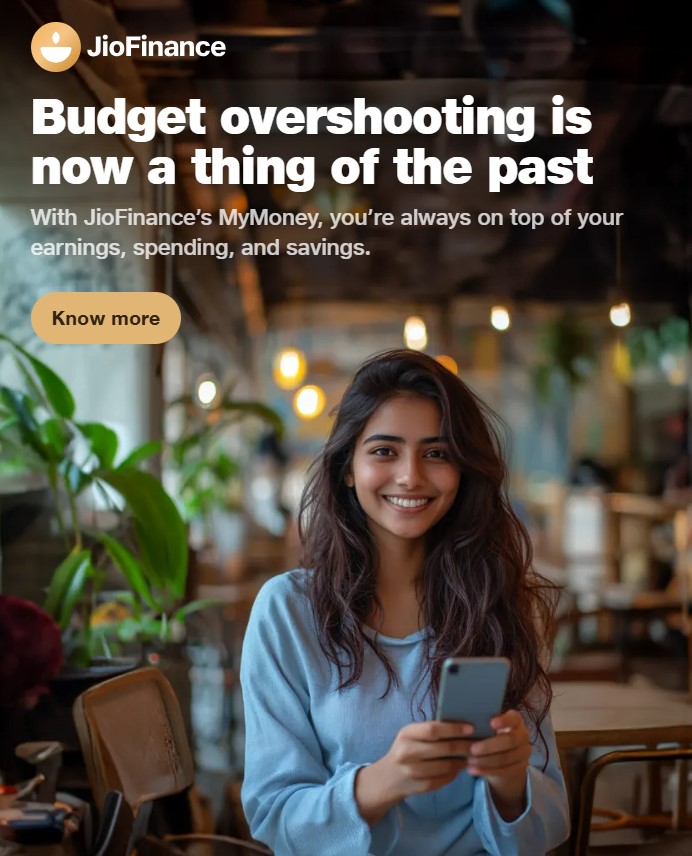 JioFinance
Budget overshooting is
now a thing of the past
With JioFinance's MyMoney, you're always on top of your
earnings, spending, and savings.
Know more